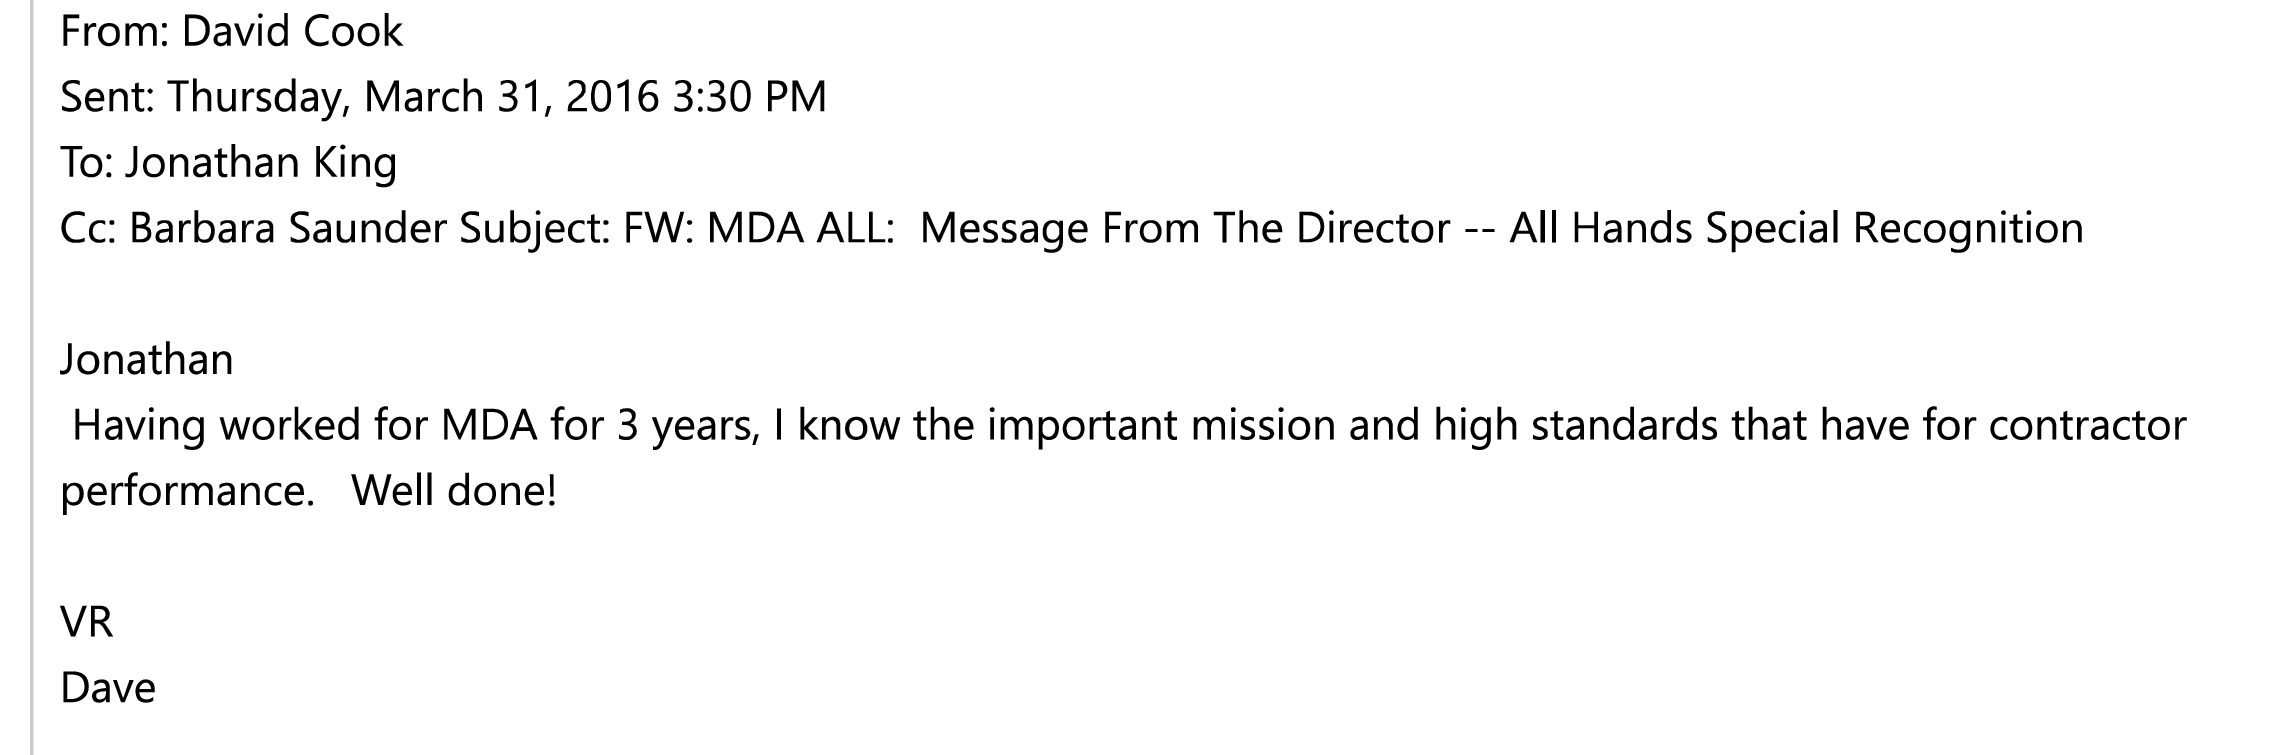 From: David Cook
Sent: Thursday, March 31, 2016 3:30 PM
To: Jonathan King
Cc: Barbara Saunder Subject: FW: MDA ALL:  Message From The Director -- All Hands Special Recognition
Jonathan
Having worked for MDA for 3 years, I know the important mission and high standards that have for contractor
performance.   Well done!
VR
Dave